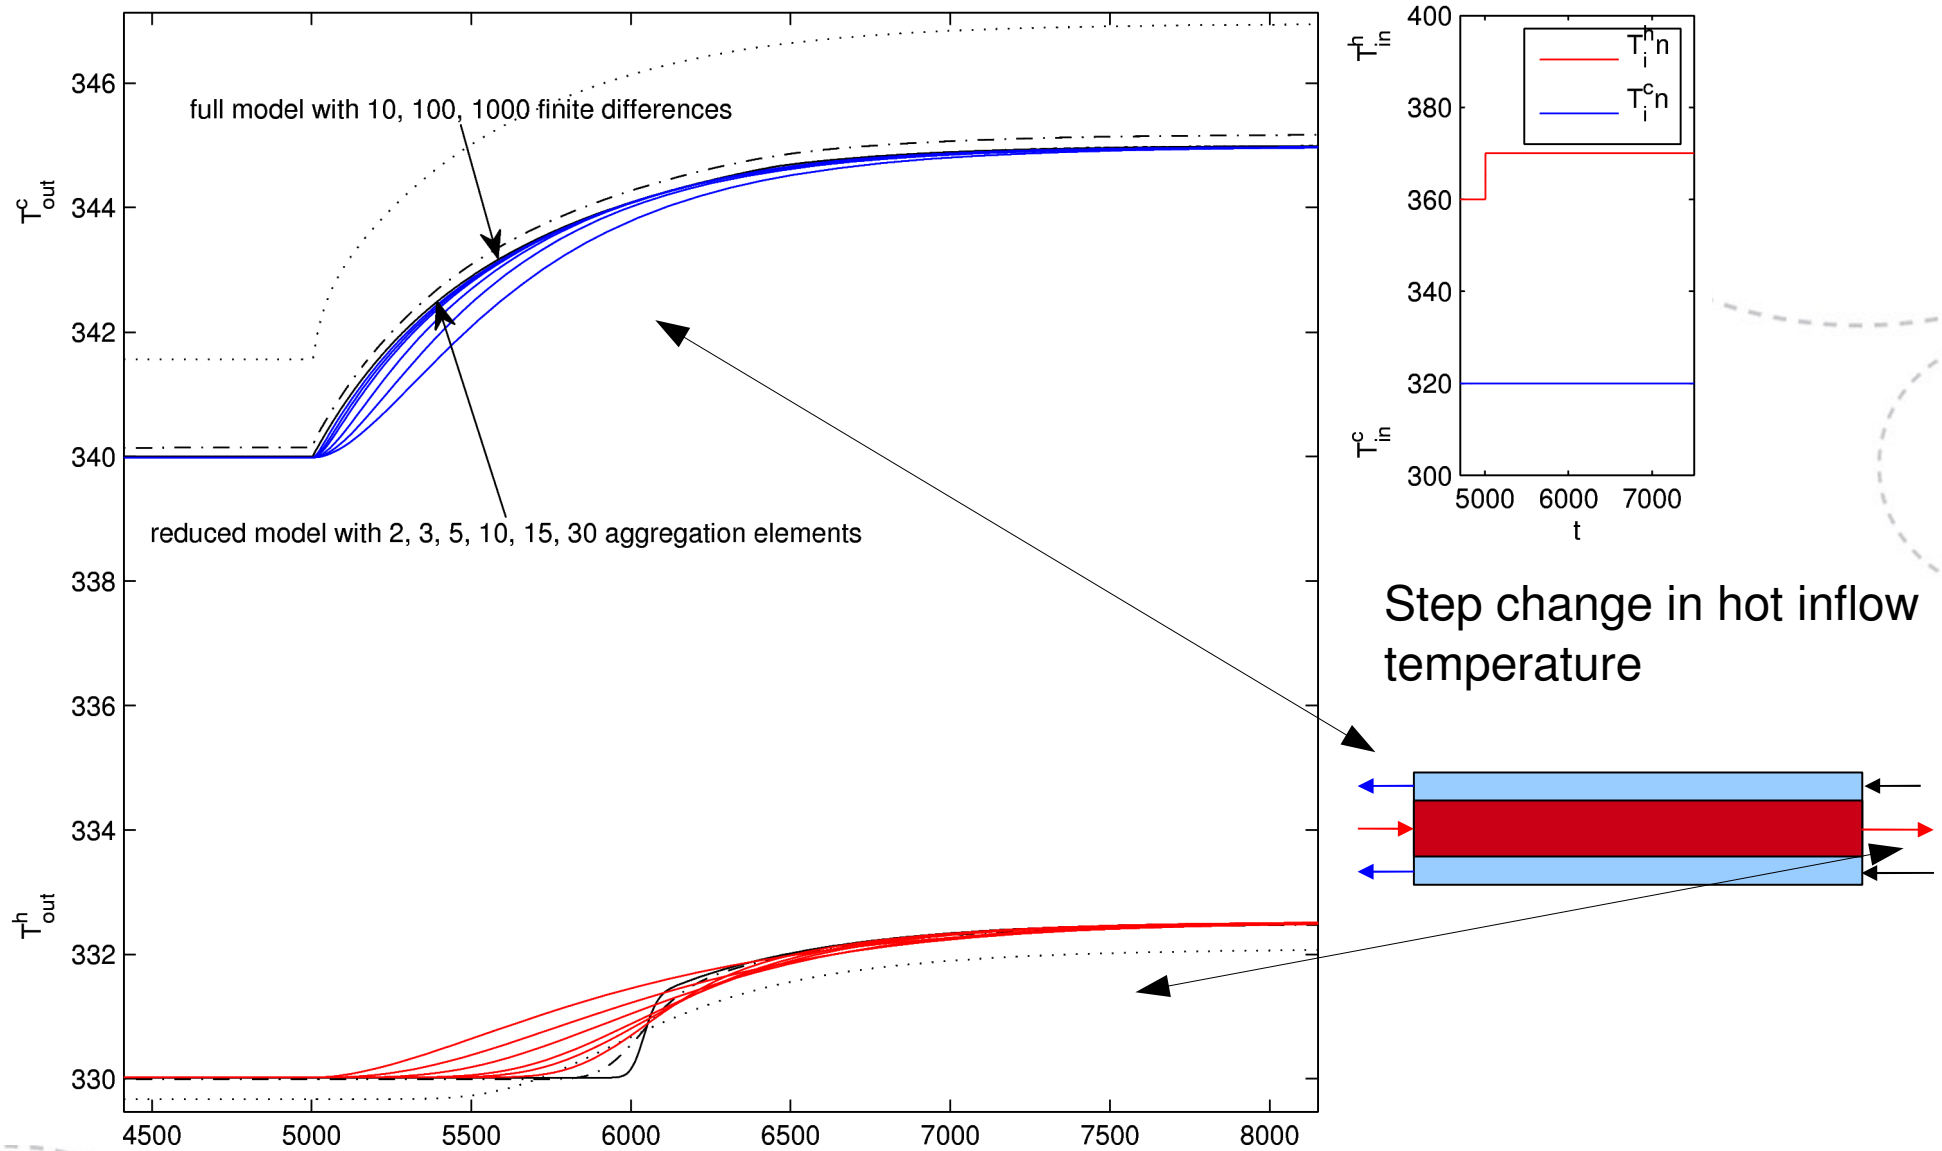 346
full model with 10, 100, 1000 finite differences
T^c_out
344
342
340
reduced model with 2, 3, 5, 10, 15, 30 aggregation elements
338
336
334
T^h_out
332
330
4500 5000 5500 6000 6500 7000 7500 8000
T^h_in
400
T_i^h n
T_i^c n
380
360
340
320
T^c_in
300
5000 6000 7000
t
Step change in hot inflow
temperature